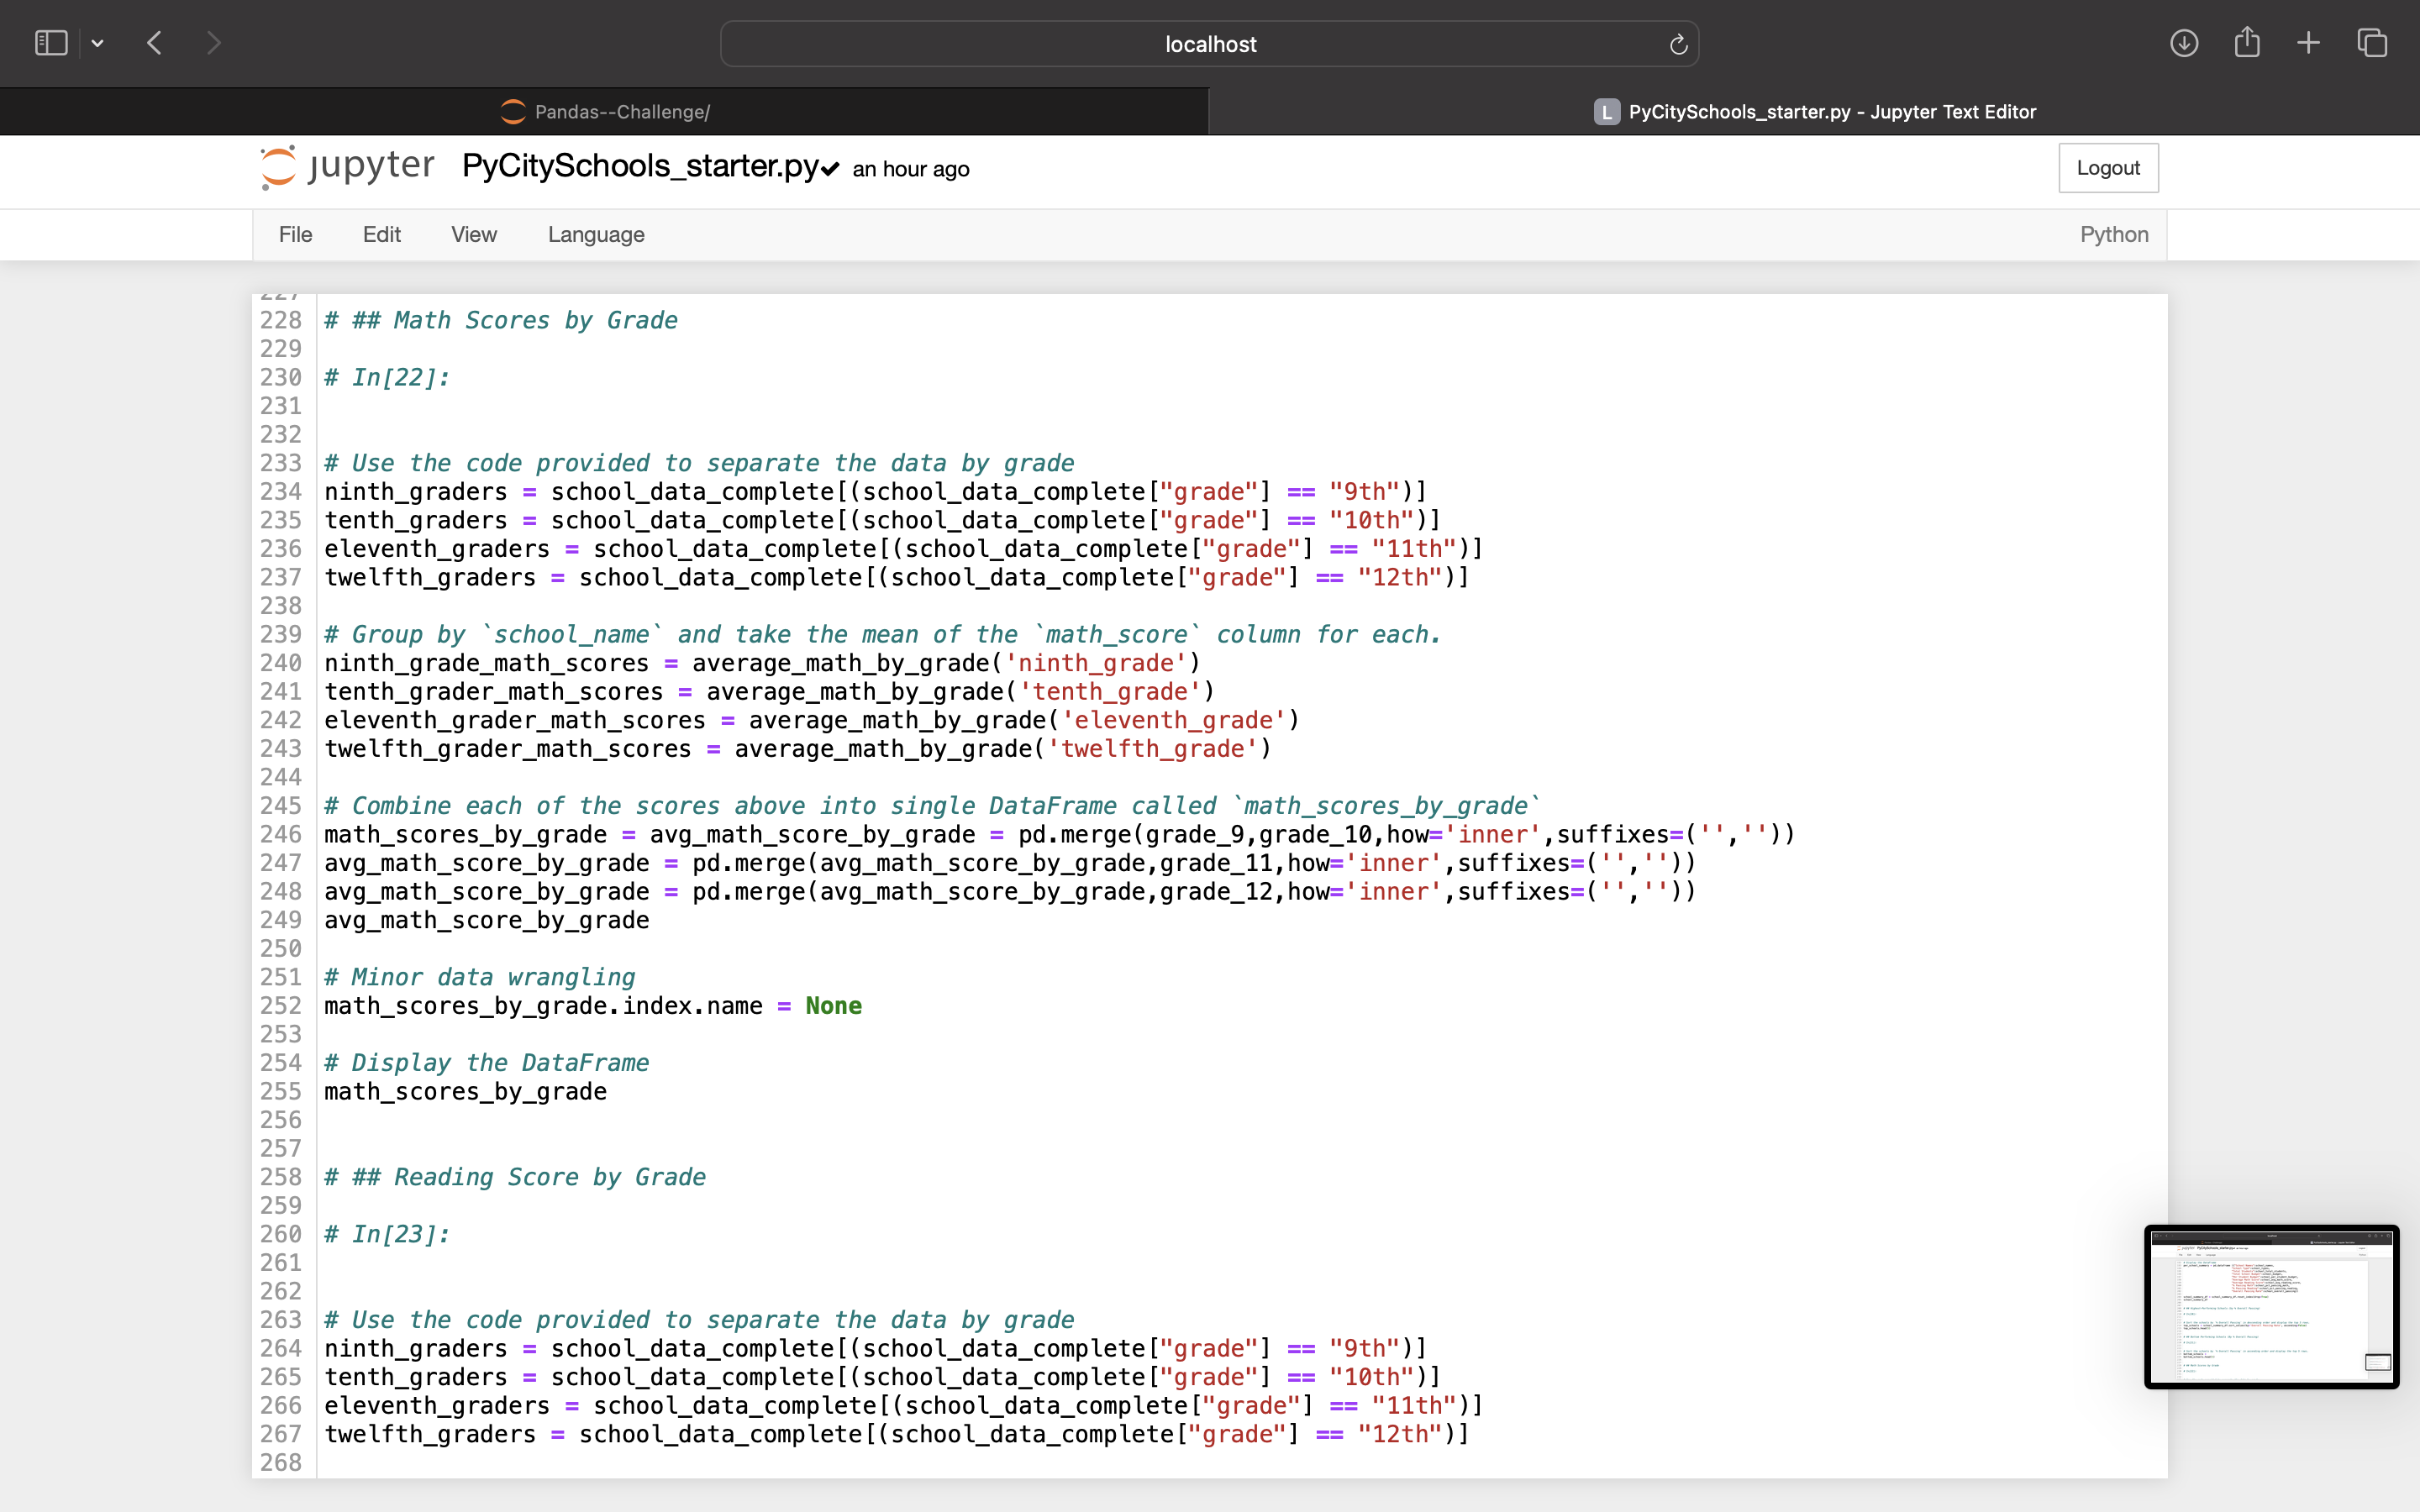 localhost
Pandas--Challenge/
L PyCitySchools_starter.py - Jupyter Text Editor
jupyter PyCitySchools_starter.py✔ an hour ago
Logout
File Edit View Language Python
227
228 # ## Math Scores by Grade
229
230 # In[22]:
231
232
233 # Use the code provided to separate the data by grade
234 ninth_graders = school_data_complete[(school_data_complete["grade"] == "9th")]
235 tenth_graders = school_data_complete[(school_data_complete["grade"] == "10th")]
236 eleventh_graders = school_data_complete[(school_data_complete["grade"] == "11th")]
237 twelfth_graders = school_data_complete[(school_data_complete["grade"] == "12th")]
238
239 # Group by `school_name` and take the mean of the `math_score` column for each.
240 ninth_grade_math_scores = average_math_by_grade('ninth_grade')
241 tenth_grader_math_scores = average_math_by_grade('tenth_grade')
242 eleventh_grader_math_scores = average_math_by_grade('eleventh_grade')
243 twelfth_grader_math_scores = average_math_by_grade('twelfth_grade')
244
245 # Combine each of the scores above into single DataFrame called `math_scores_by_grade`
246 math_scores_by_grade = avg_math_score_by_grade = pd.merge(grade_9,grade_10,how='inner',suffixes=('',''))
247 avg_math_score_by_grade = pd.merge(avg_math_score_by_grade,grade_11,how='inner',suffixes=('',''))
248 avg_math_score_by_grade = pd.merge(avg_math_score_by_grade,grade_12,how='inner',suffixes=('',''))
249 avg_math_score_by_grade
250
251 # Minor data wrangling
252 math_scores_by_grade.index.name = None
253
254 # Display the DataFrame
255 math_scores_by_grade
256
257
258 # ## Reading Score by Grade
259
260 # In[23]:
261
262
263 # Use the code provided to separate the data by grade
264 ninth_graders = school_data_complete[(school_data_complete["grade"] == "9th")]
265 tenth_graders = school_data_complete[(school_data_complete["grade"] == "10th")]
266 eleventh_graders = school_data_complete[(school_data_complete["grade"] == "11th")]
267 twelfth_graders = school_data_complete[(school_data_complete["grade"] == "12th")]
268